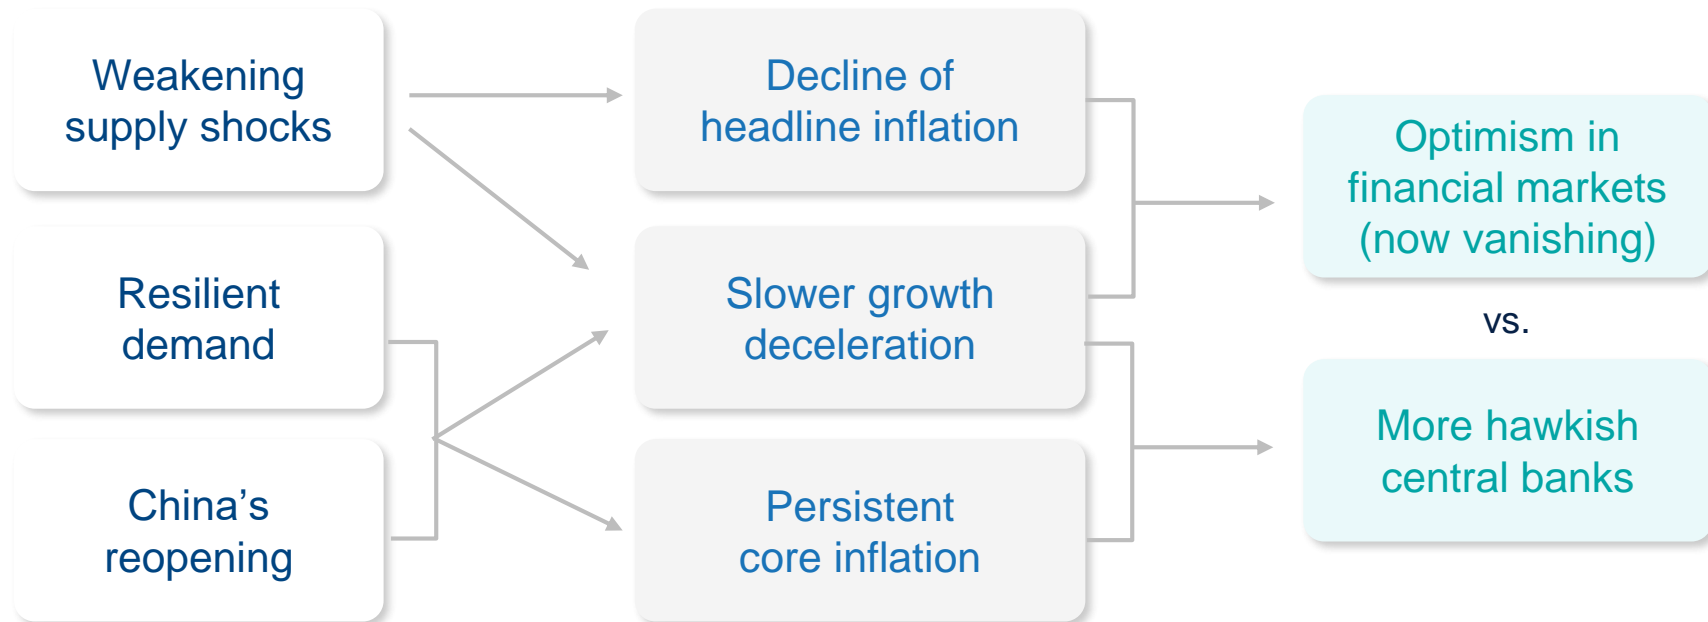 Weakening
supply shocks
Resilient
demand
China’s
reopening
Decline of
headline inflation
Slower growth
deceleration
Persistent
core inflation
Optimism in
financial markets
(now vanishing)
vs.
More hawkish
central banks